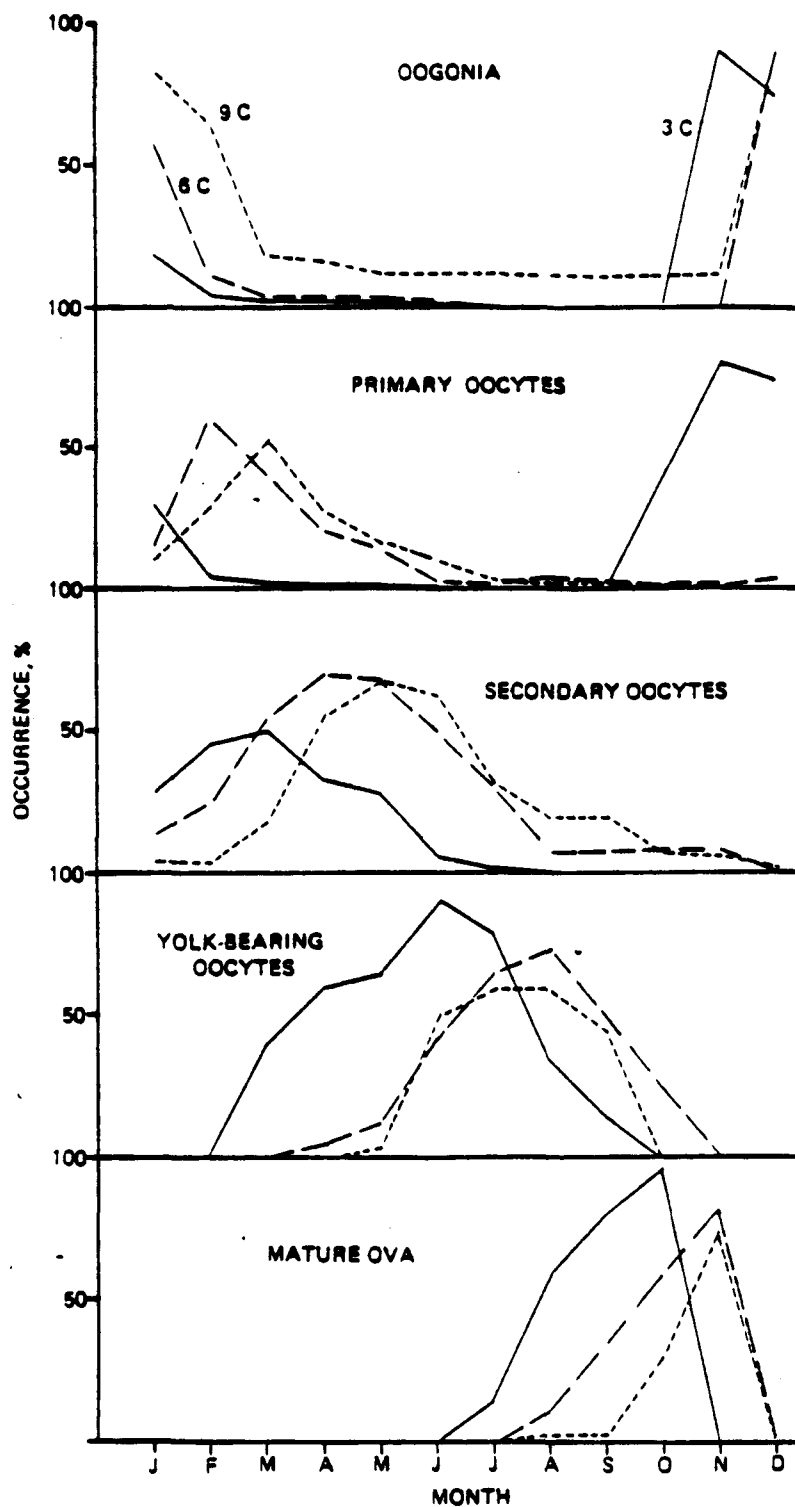 100
OOGONIA
9 C
3 C
50
6 C
100
PRIMARY OOCYTES
50
100
SECONDARY OOCYTES
50
OCCURRENCE, %
100
YOLK-BEARING
OOCYTES
50
100
MATURE OVA
50
J F M A M J J A S O N D
MONTH